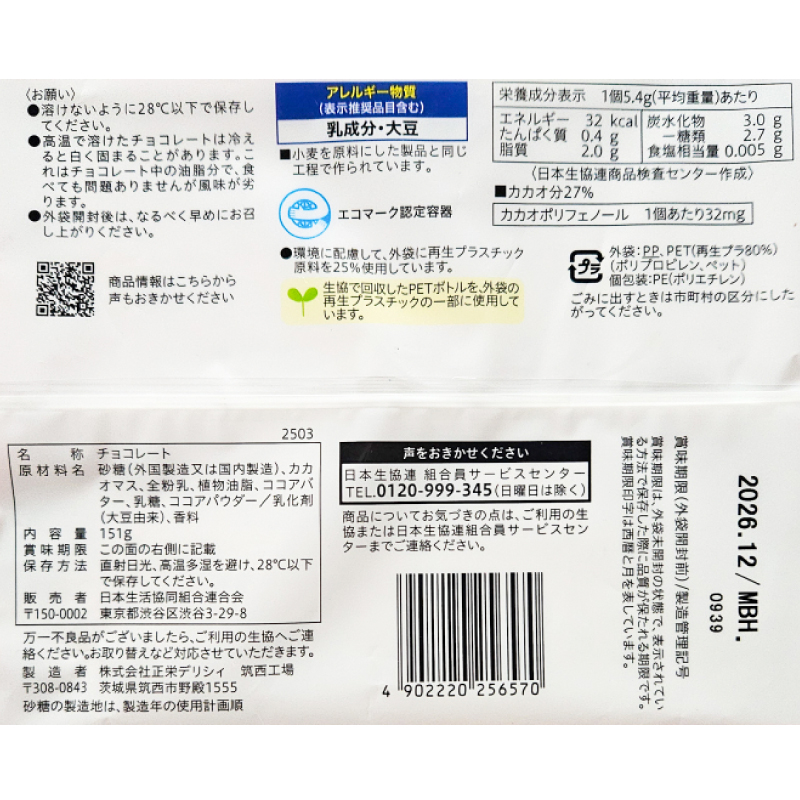 〈お願い〉
●溶けないように28℃以下で保存し
てください。
●高温で溶けたチョコレートは冷え
ると白く固まることがあります。こ
れはチョコレート中の油脂分で、食
べても問題ありませんが風味が劣
ります。
●外袋開封後は、なるべく早めにお召
し上がりください。
商品情報はこちらから
声もおきかせください
アレルギー物質
(表示推奨品目含む)
乳成分・大豆
■小麦を原料にした製品と同じ
工程で作られています。
エコマーク認定容器
●環境に配慮して、外袋に再生プラスチック
原料を25%使用しています。
生協で回収したPETボトルを、外袋の
再生プラスチックの一部に使用して
います。
栄養成分表示 1個5.4g(平均重量)あたり
エネルギー 32 kcal 炭水化物 3.0 g
たんぱく質 0.4 g 一糖類 2.7 g
脂質 2.0 g 食塩相当量 0.005 g
〈日本生協連商品検査センター作成〉
■カカオ分27%
カカオポリフェノール 1個あたり32mg
プラ
外袋:PP、PET(再生プラ80%)
(ポリプロピレン、ペット)
個包装:PE(ポリエチレン)
ごみに出すときは市町村の区分にした
がってください。
2503
名称 チョコレート
原材料名 砂糖(外国製造又は国内製造)、カカ
オマス、全粉乳、植物油脂、ココアバ
ター、乳糖、ココアパウダー/乳化剤
(大豆由来)、香料
内容量 151g
賞味期限 この面の右側に記載
保存方法 直射日光、高温多湿を避け、28℃以下
で保存してください。
販売者 日本生活協同組合連合会
〒150-0002 東京都渋谷区渋谷3-29-8
万一不良品がございましたら、ご利用の生協へご連
絡ください。お取り替えなど対応させていただきます。
製造者 株式会社正栄デリシィ 筑西工場
〒308-0843 茨城県筑西市野殿1555
砂糖の製造地は、製造年の使用計画順
声をおきかせください
日本生協連 組合員サービスセンター
TEL.0120-999-345(日曜日は除く)
商品についてお気づきの点は、ご利用の生
協または日本生協連組合員サービスセン
ターまでご連絡ください。
4 902220 256570
賞味期限(外袋開封前)/製造管理記号
賞味期限は、外袋未開封の状態で、表示されてい
る方法で保存した際に品質が保たれる期限です。
賞味期限印字は西暦と月を表しています。
2026.12/MBH.
0939